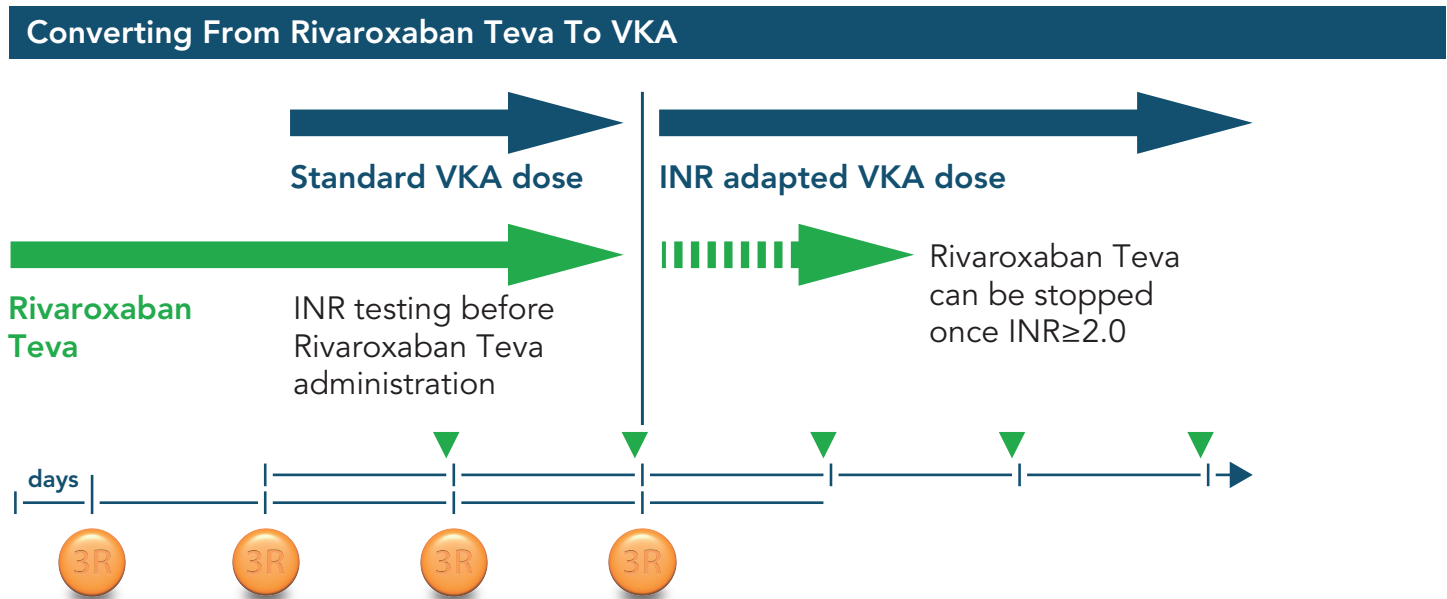 Converting From Rivaroxaban Teva To VKA
Standard VKA dose
INR adapted VKA dose
Rivaroxaban
Teva
INR testing before
Rivaroxaban Teva
administration
Rivaroxaban Teva
can be stopped
once INR≥2.0
days
3R
3R
3R
3R